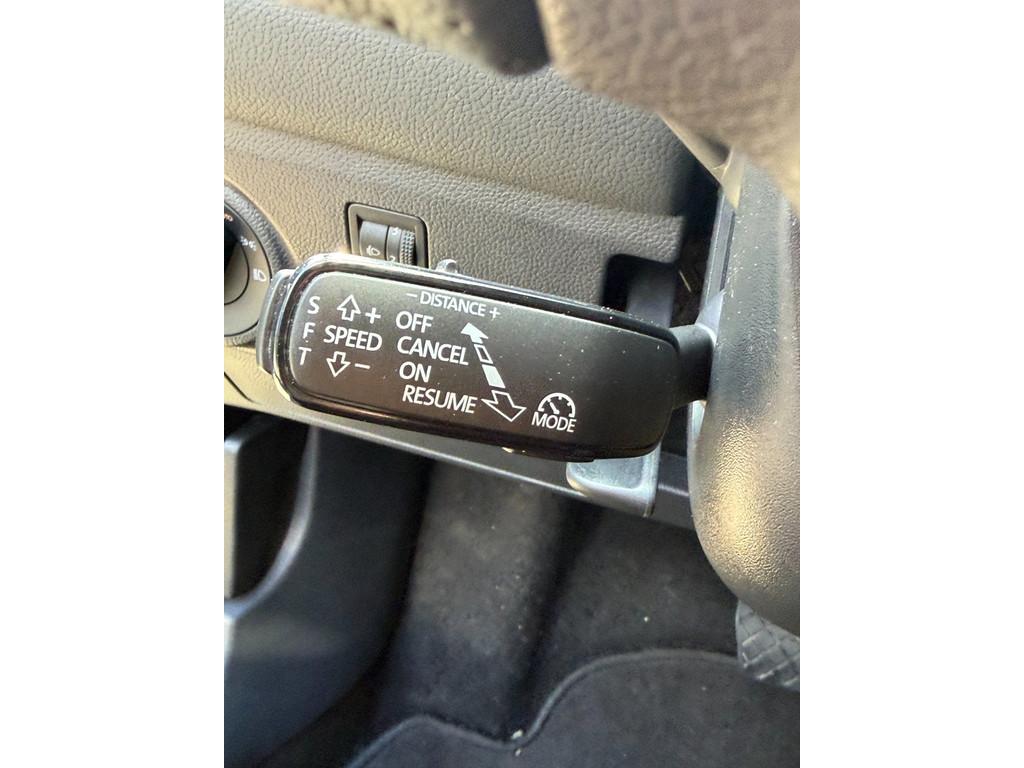 - DISTANCE +
S + OFF
F SPEED CANCEL
T - ON
RESUME
MODE